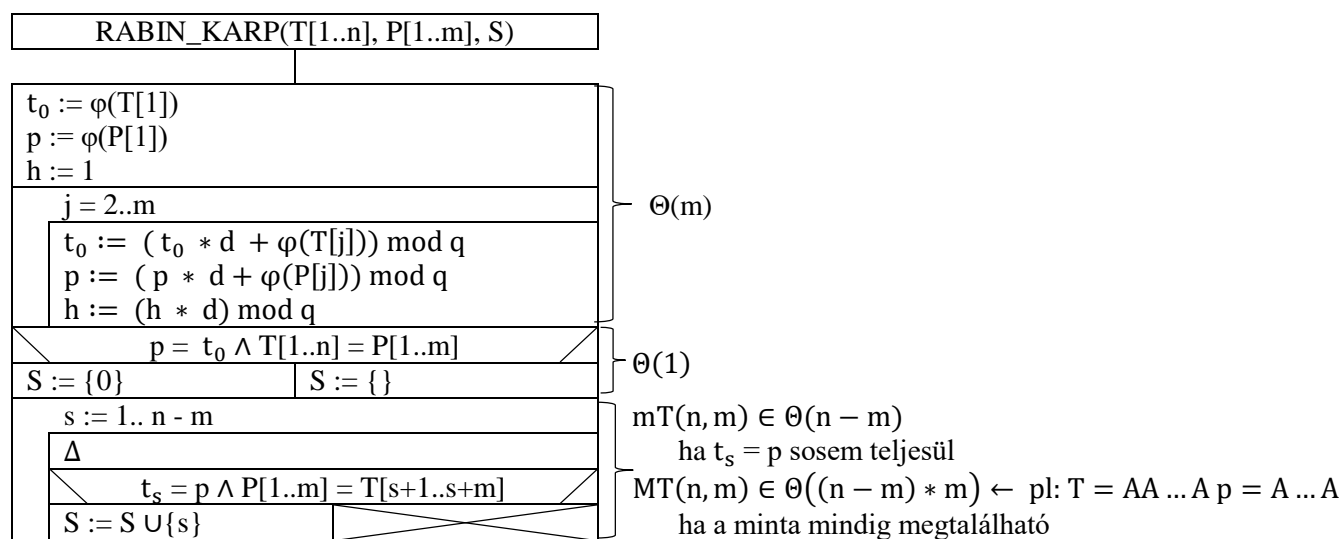 RABIN_KARP(T[1..n], P[1..m], S)
t₀ := φ(T[1])
p := φ(P[1])
h := 1
j = 2..m
Θ(m)
t₀ := ( t₀ * d + φ(T[j])) mod q
p := ( p * d + φ(P[j])) mod q
h := (h * d) mod q
p = t₀ ∧ T[1..n] = P[1..m]
Θ(1)
S := {0} S := {}
s := 1.. n - m
mT(n, m) ∈ Θ(n − m)
Δ
ha tₛ = p sosem teljesül
tₛ = p ∧ P[1..m] = T[s+1..s+m]
MT(n, m) ∈ Θ((n − m) * m) ← pl: T = AA … A p = A … A
S := S ∪{s}
ha a minta mindig megtalálható